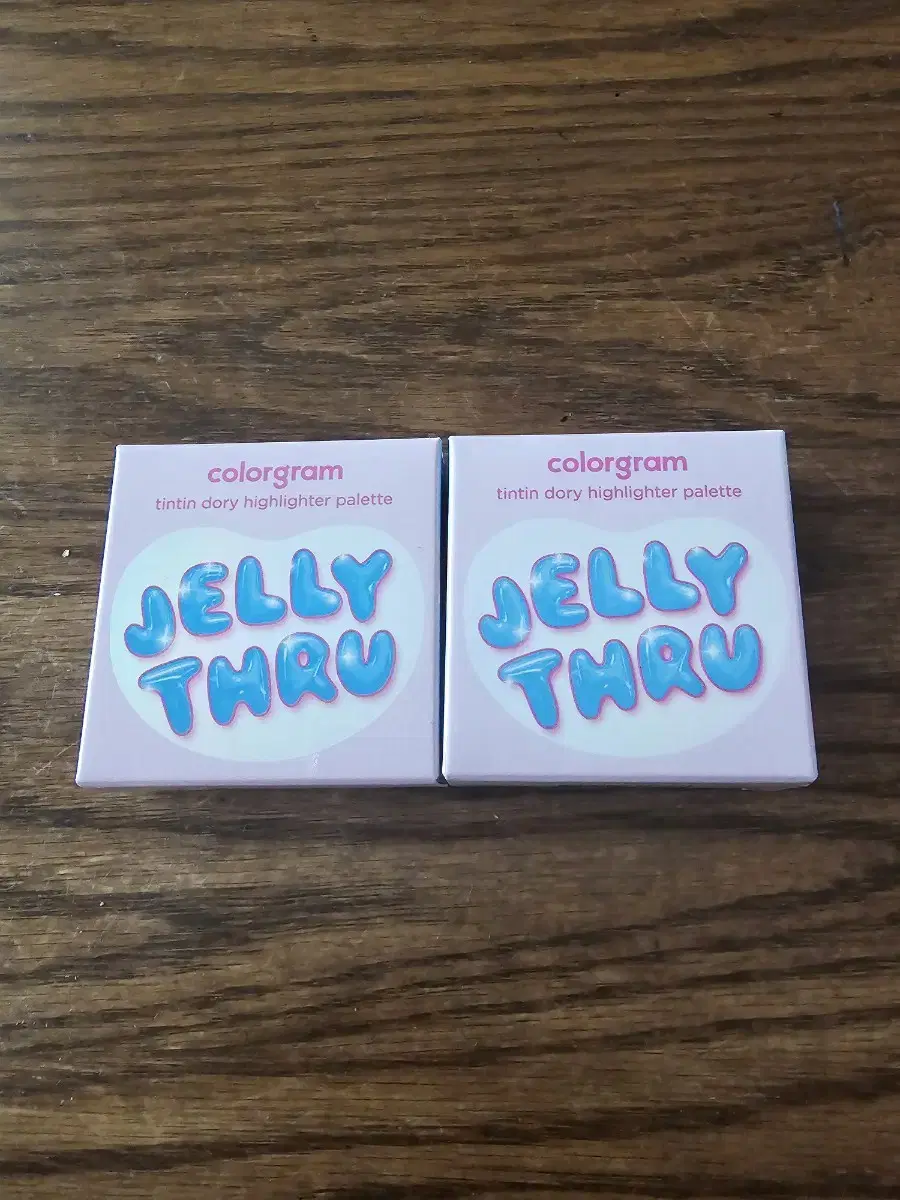 colorgram
tintin dory highlighter palette
JELLY
THRU
colorgram
tintin dory highlighter palette
JELLY
THRU